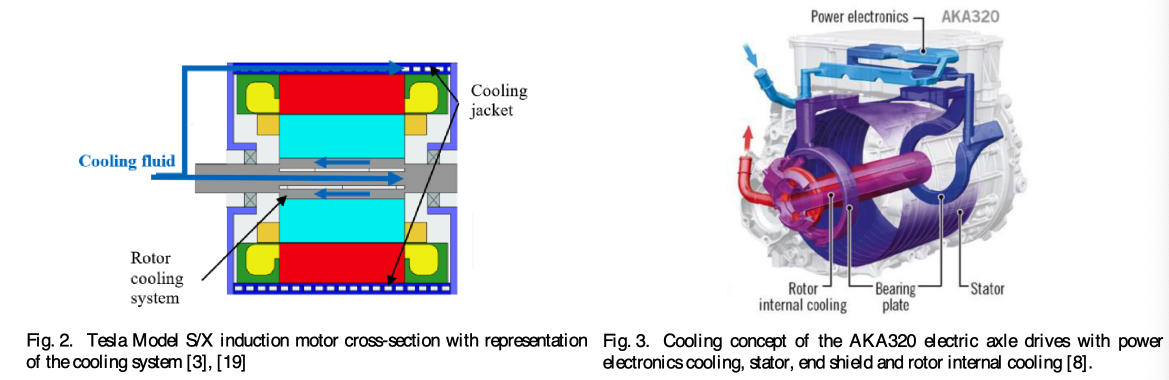 Cooling
jacket
Cooling fluid
Rotor
cooling
system
Fig. 2. Tesla Model S/X induction motor cross-section with representation
of the cooling system [3], [19]
Power electronics
AKA320
Rotor
internal cooling
Bearing
plate
Stator
Fig. 3. Cooling concept of the AKA320 electric axle drives with power
electronics cooling, stator, end shield and rotor internal cooling [8].